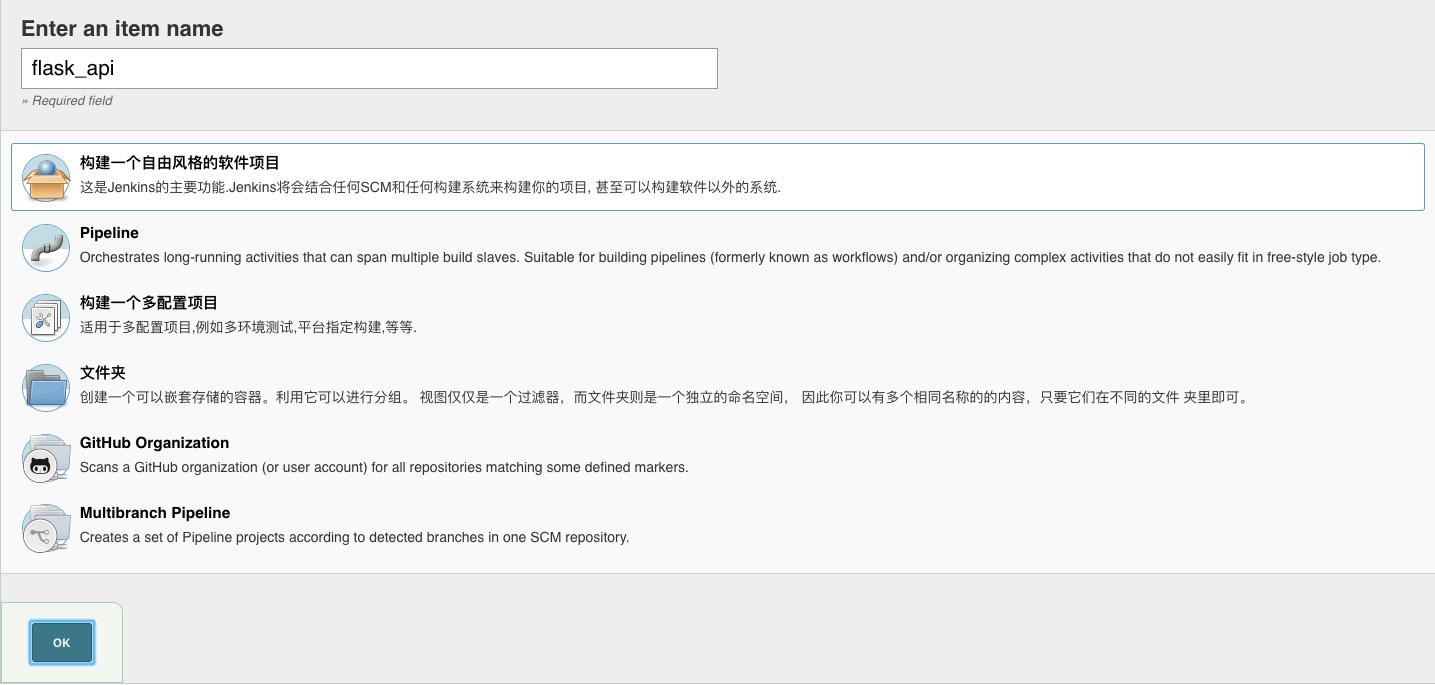 Enter an item name
flask_api
» Required field
构建一个自由风格的软件项目
这是Jenkins的主要功能.Jenkins将会结合任何SCM和任何构建系统来构建你的项目, 甚至可以构建软件以外的系统.
Pipeline
Orchestrates long-running activities that can span multiple build slaves. Suitable for building pipelines (formerly known as workflows) and/or organizing complex activities that do not easily fit in free-style job type.
构建一个多配置项目
适用于多配置项目,例如多环境测试,平台指定构建,等等.
文件夹
创建一个可以嵌套存储的容器。利用它可以进行分组。 视图仅仅是一个过滤器，而文件夹则是一个独立的命名空间， 因此你可以有多个相同名称的的内容，只要它们在不同的文件 夹里即可。
GitHub Organization
Scans a GitHub organization (or user account) for all repositories matching some defined markers.
Multibranch Pipeline
Creates a set of Pipeline projects according to detected branches in one SCM repository.
OK